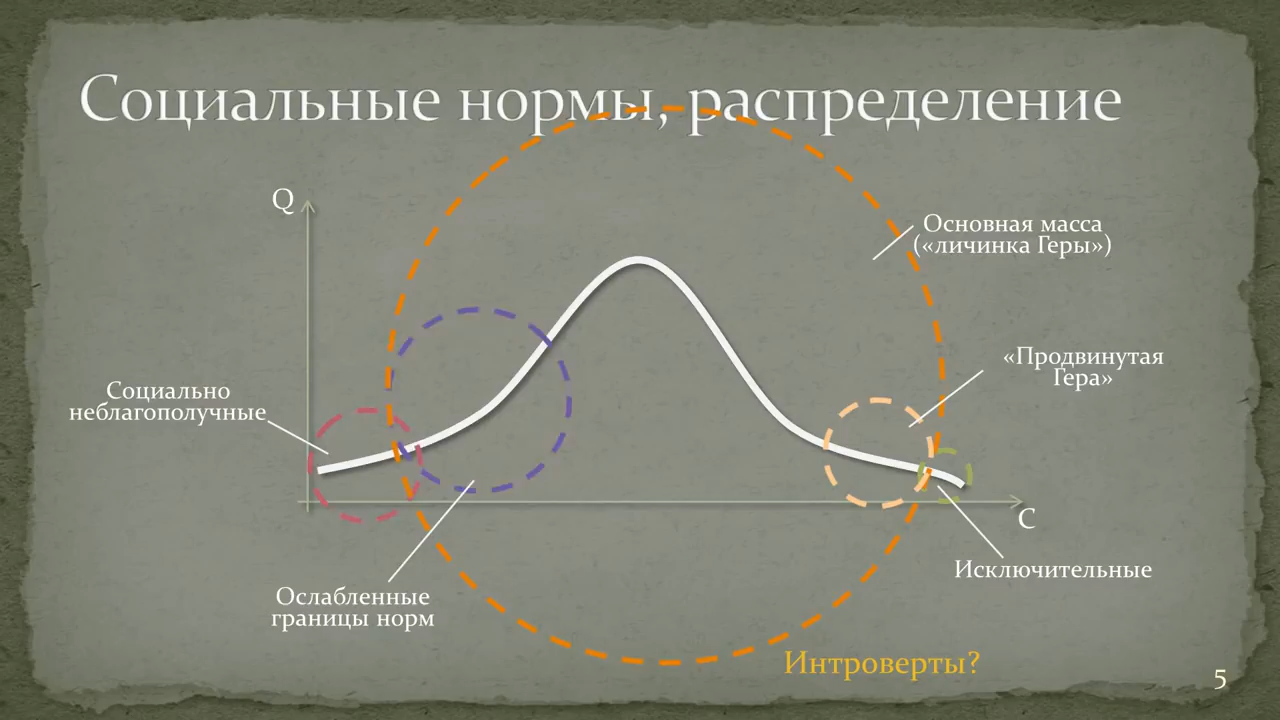 Социальные нормы, распределение
Q
Основная масса
(«личинка Геры»)
«Продвинутая
Гера»
Социально
неблагополучные
C
Исключительные
Ослабленные
границы норм
Интроверты?
5